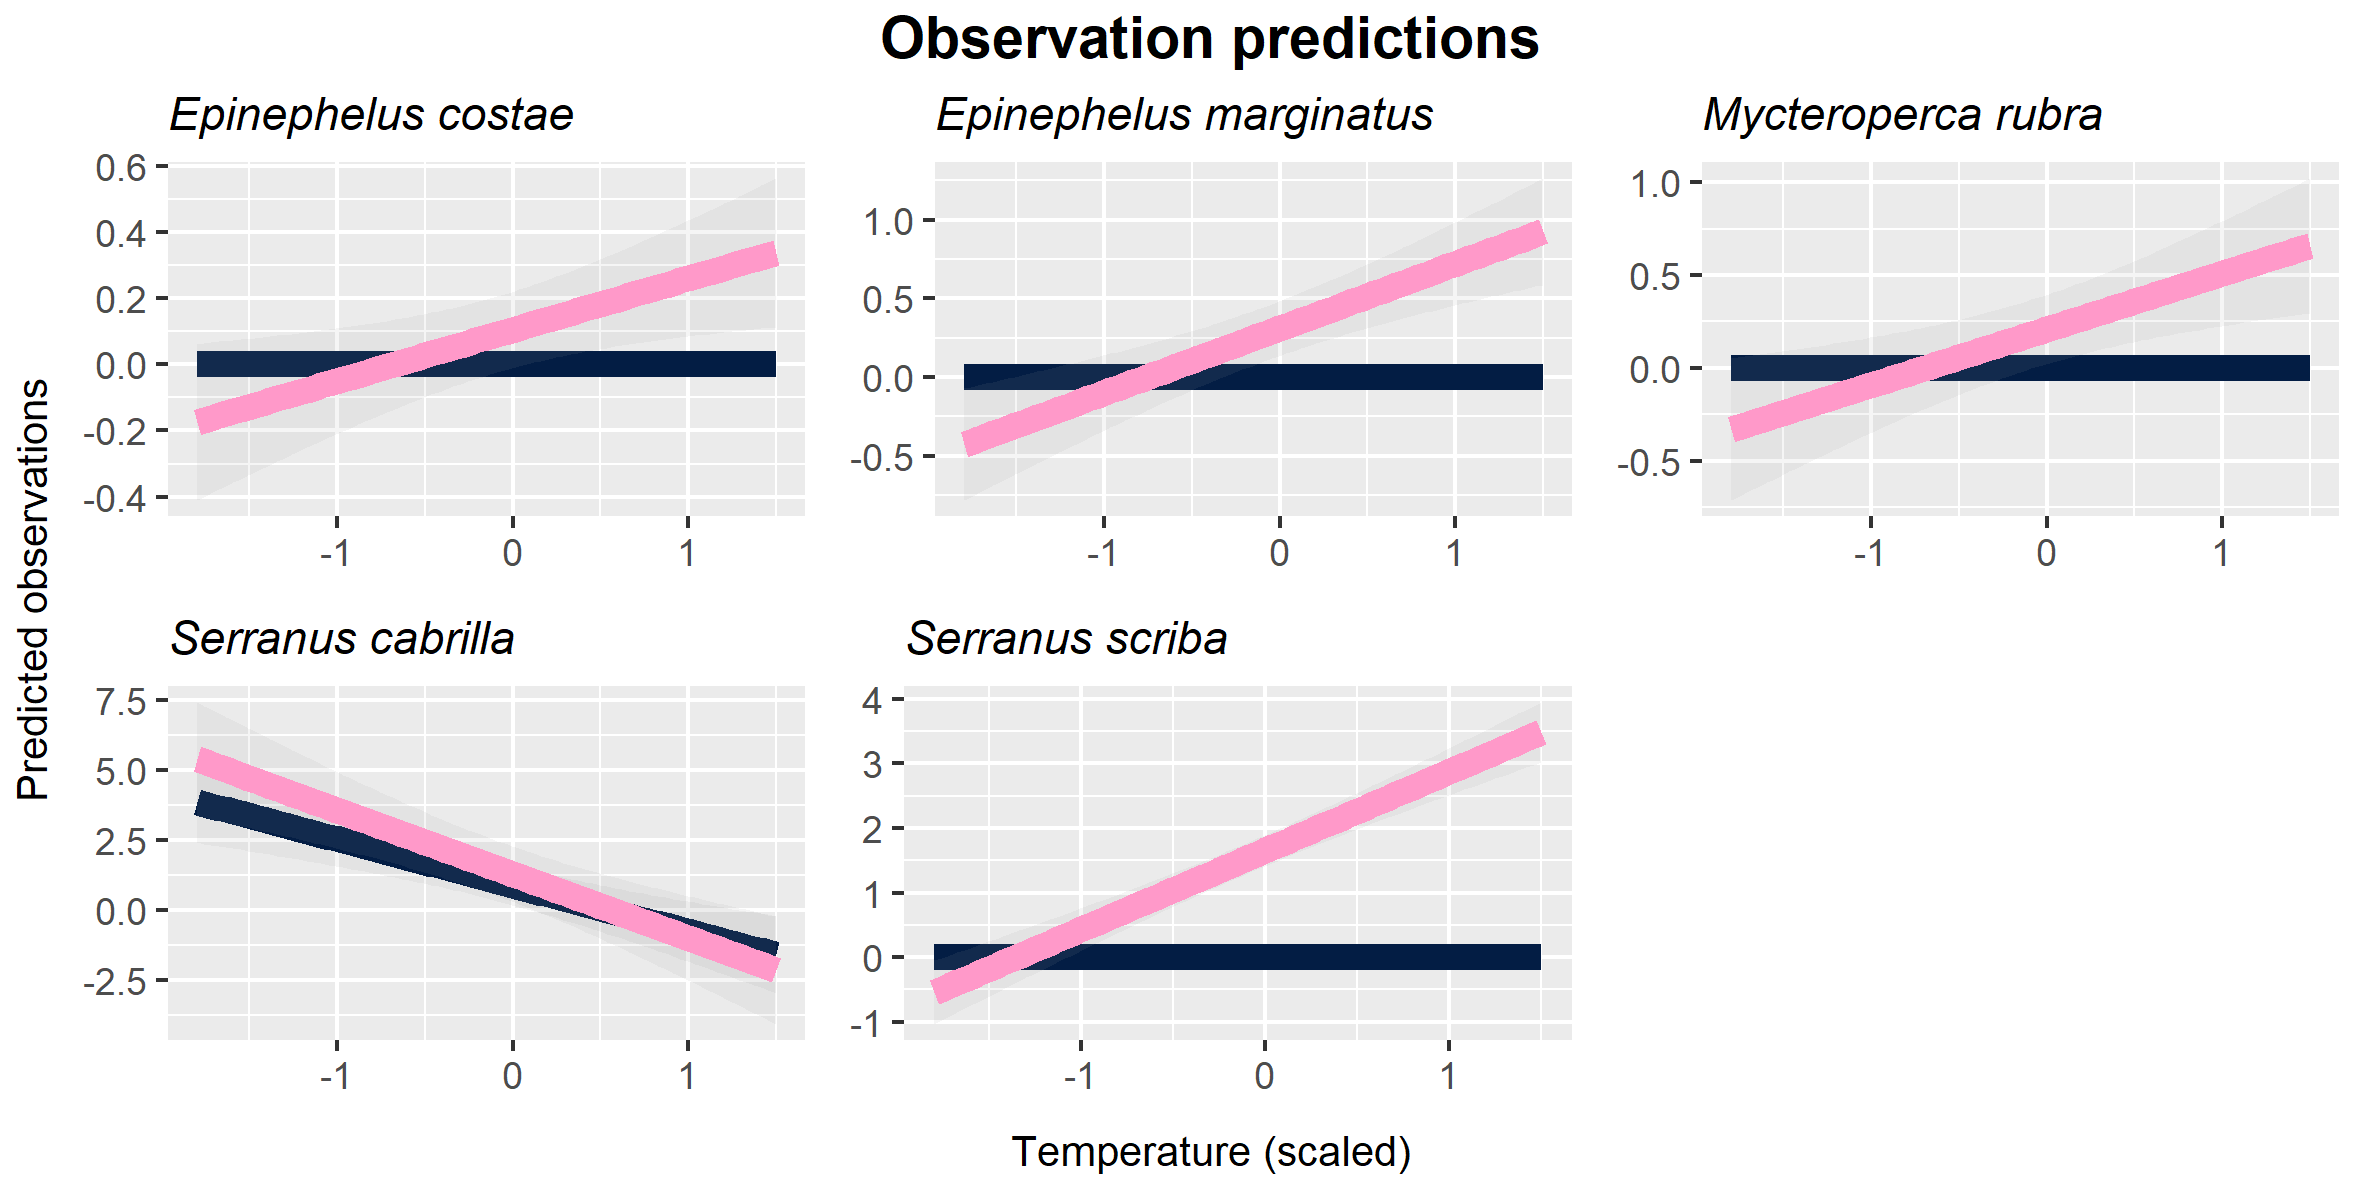 Observation predictions
Epinephelus costae
Epinephelus marginatus
Mycteroperca rubra
0.6
0.4
0.2
0.0
-0.2
-0.4
-1 0 1
1.0
0.5
0.0
-0.5
-1 0 1
1.0
0.5
0.0
-0.5
-1 0 1
Predicted observations
Serranus cabrilla
Serranus scriba
7.5
5.0
2.5
0.0
-2.5
-1 0 1
4
3
2
1
0
-1
-1 0 1
Temperature (scaled)